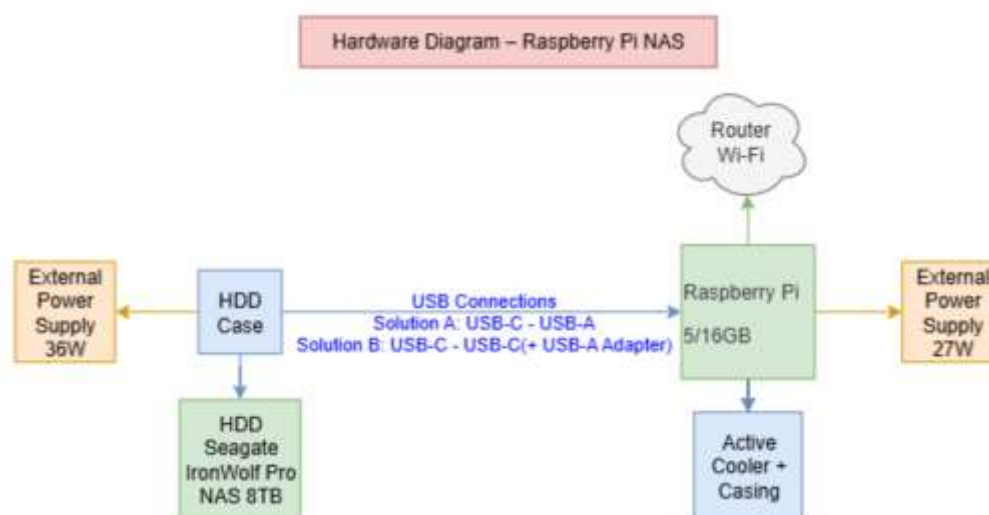 Hardware Diagram – Raspberry Pi NAS
Router
Wi-Fi
External
Power
Supply
36W
HDD
Case
USB Connections
Solution A: USB-C - USB-A
Solution B: USB-C - USB-C(+ USB-A Adapter)
Raspberry Pi
5/16GB
External
Power
Supply
27W
HDD
Seagate
IronWolf Pro
NAS 8TB
Active
Cooler +
Casing